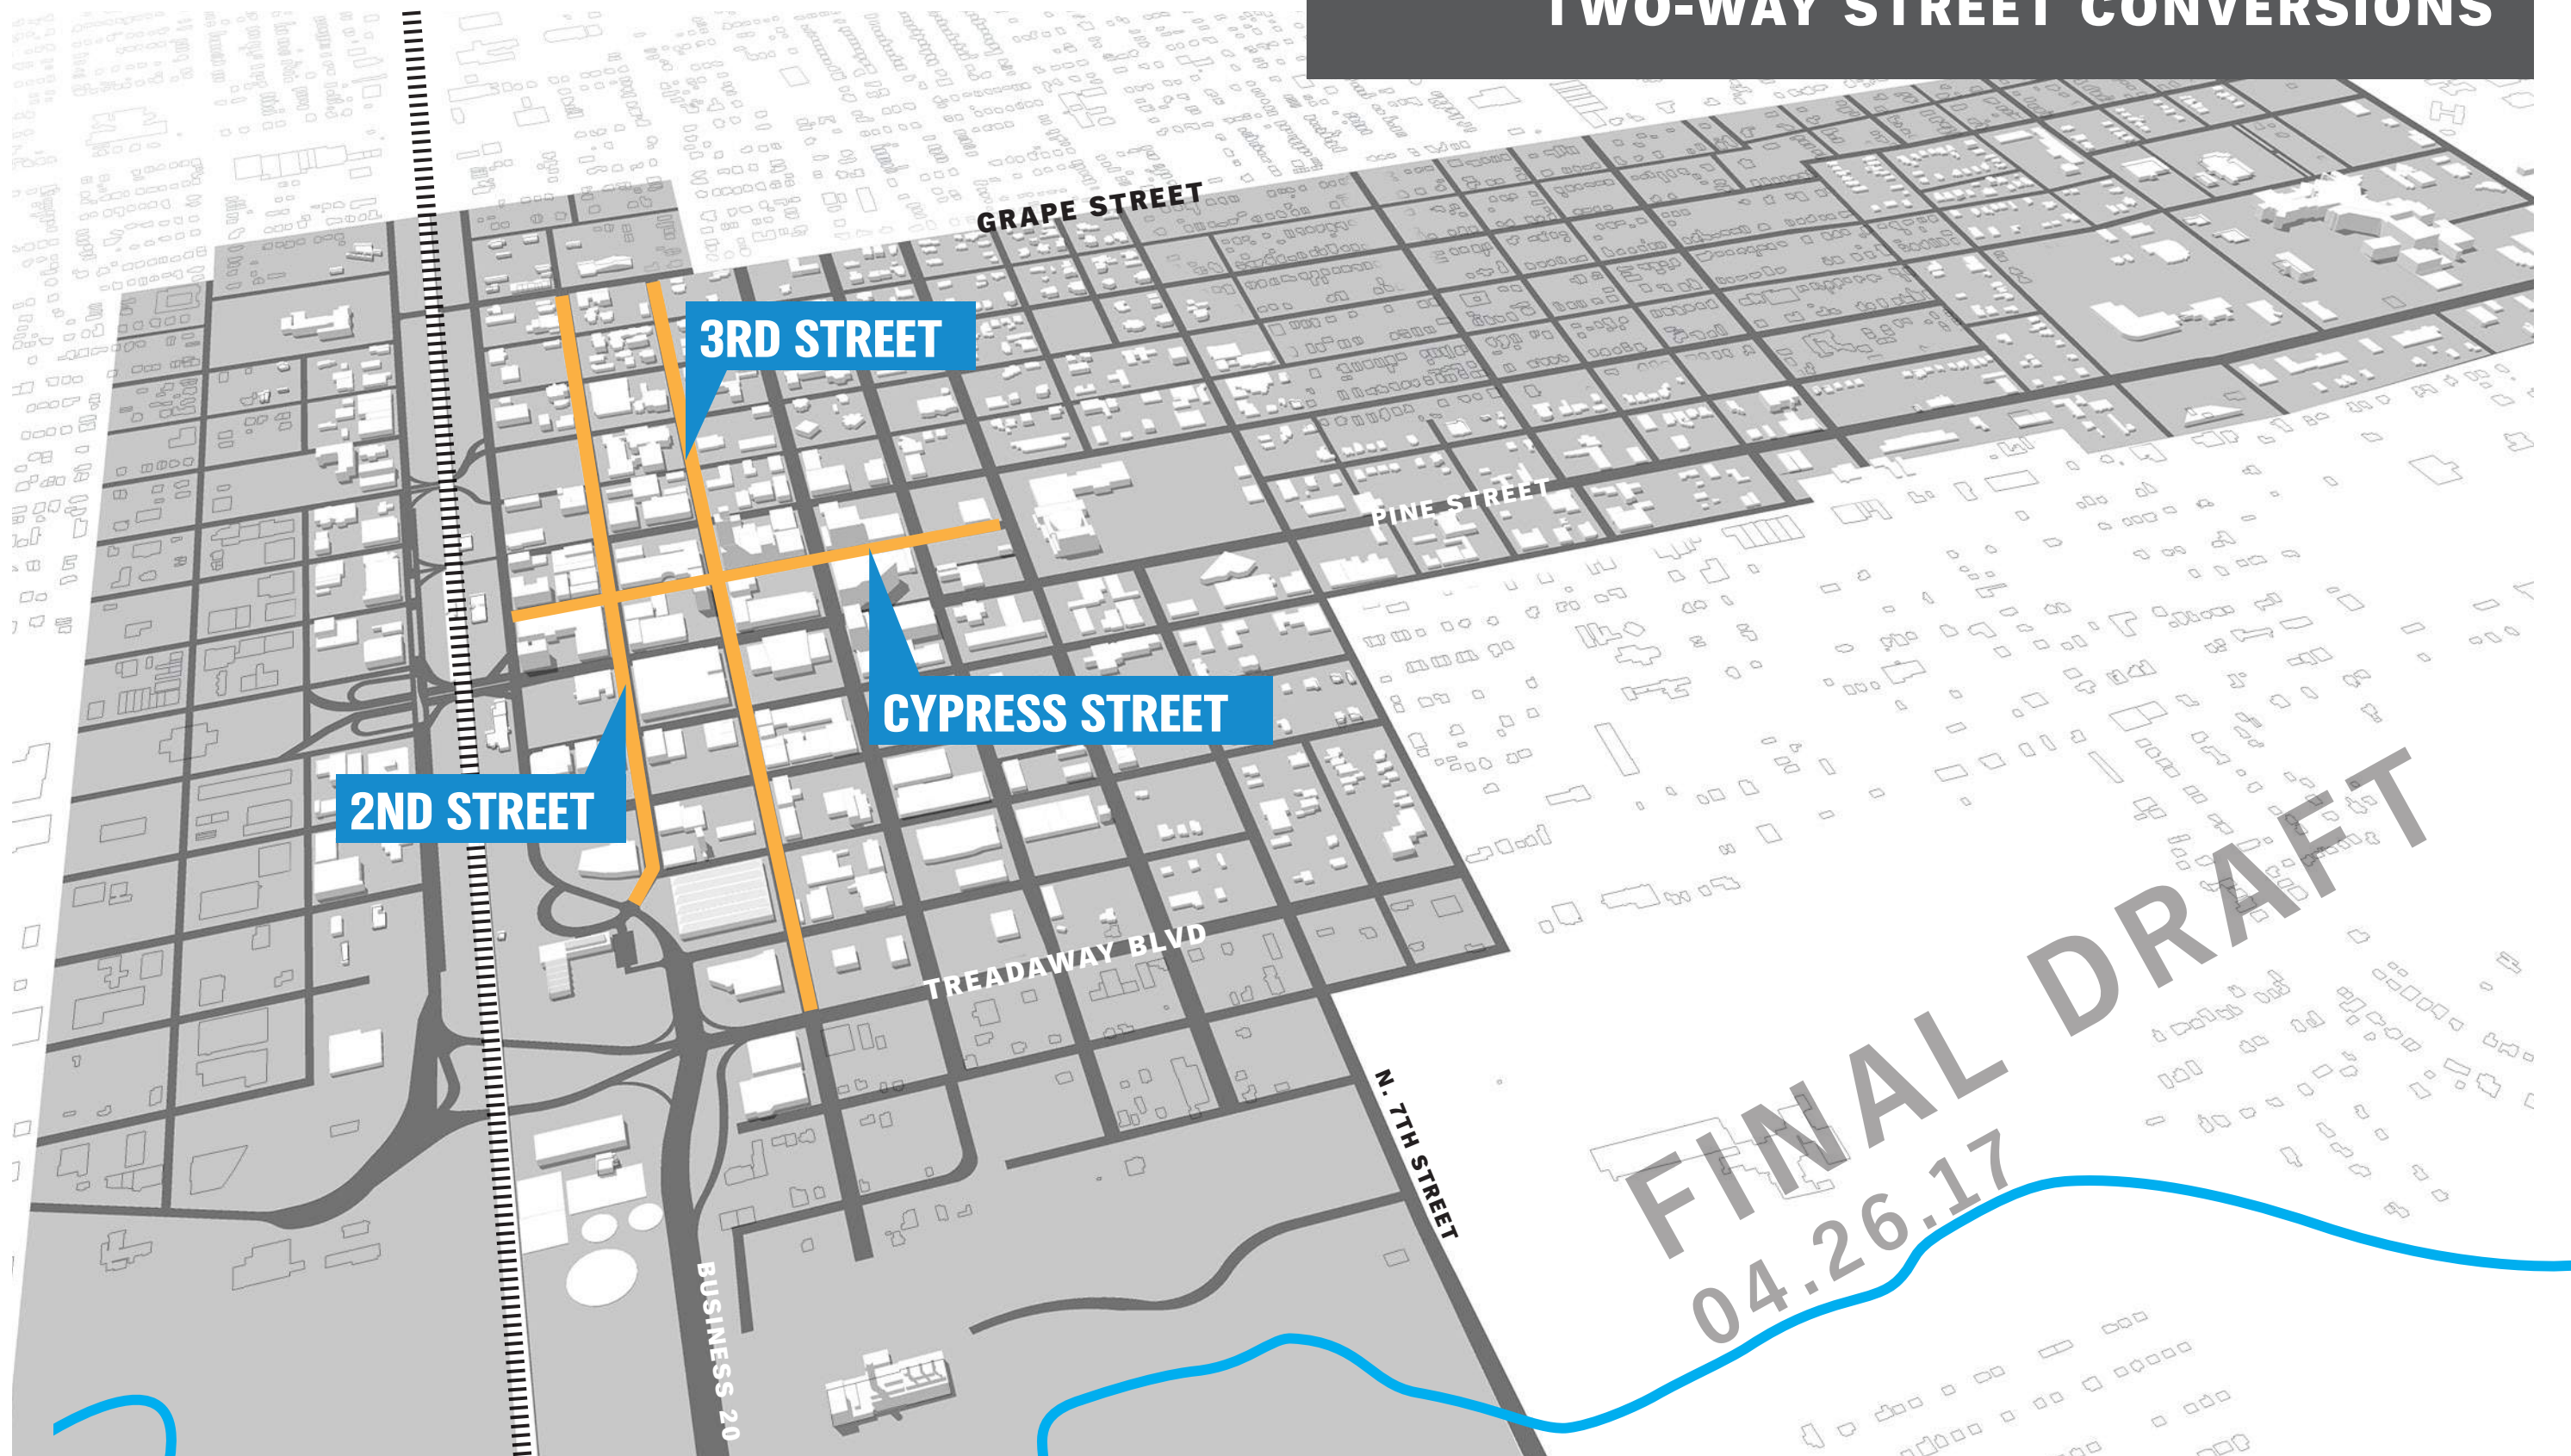 TWO-WAY STREET CONVERSIONS
GRAPE STREET
3RD STREET
PINE STREET
CYPRESS STREET
2ND STREET
TREADAWAY BLVD
N. 7TH STREET
BUSINESS 20
FINAL DRAFT
04.26.17